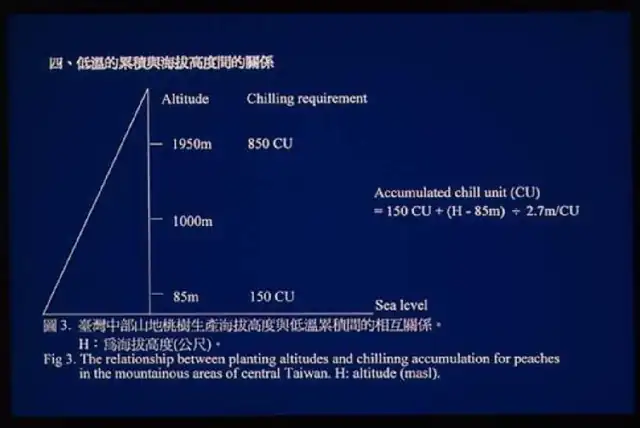 四、低溫的累積與海拔高度間的關係
Altitude Chilling requirement
1950m 850 CU
Accumulated chill unit (CU)
= 150 CU + (H - 85m) ÷ 2.7m/CU
1000m
85m 150 CU
Sea level
圖 3. 臺灣中部山地桃樹生產海拔高度與低溫累積間的相互關係。
H：爲海拔高度(公尺)。
Fig 3. The relationship between planting altitudes and chillinng accumulation for peaches
in the mountainous areas of central Taiwan. H: altitude (masl).